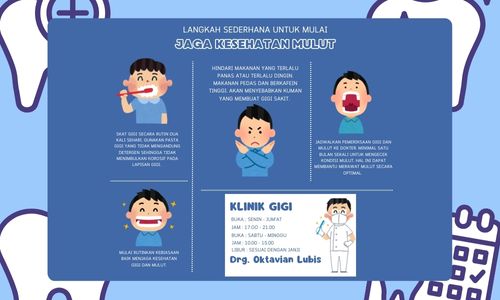 LANGKAH SEDERHANA UNTUK MULAI
JAGA KESEHATAN MULUT
HINDARI MAKANAN YANG TERLALU
PANAS ATAU TERLALU DINGIN.
MAKANAN PEDAS DAN BERKAFEIN
TINGGI. AKAN MENYEBABKAN KUMAN
YANG MEMBUAT GIGI SAKIT.
SKAT GIGI SECARA RUTIN DUA
KALI SEHARI. GUNAKAN PASTA
GIGI YANG TIDAK MENGANDUNG
DETERGEN SEHINGGA TIDAK
MENIMBULKAN KOROSIF PADA
LAPISAN GIGI.
JADWALKAN PEMERIKSAAN GIGI DAN
MULUT KE DOKTER. MINIMAL SATU
BULAN SEKALI UNTUK MENGECEK
KONDISI MULUT. HAL INI DAPAT
MEMBANTU MERAWAT MULUT SECARA
OPTIMAL.
MULAI RUTINKAN KEBIASAAN
BAIK MENJAGA KESEHATAN
GIGI DAN MULUT.
KLINIK GIGI
BUKA : SENIN - JUM'AT
JAM : 17:00 - 21:00
BUKA : SABTU - MINGGU
JAM : 10:00 - 15:00
LIBUR : SESUAI DENGAN JANJI
Drg. Oktavian Lubis